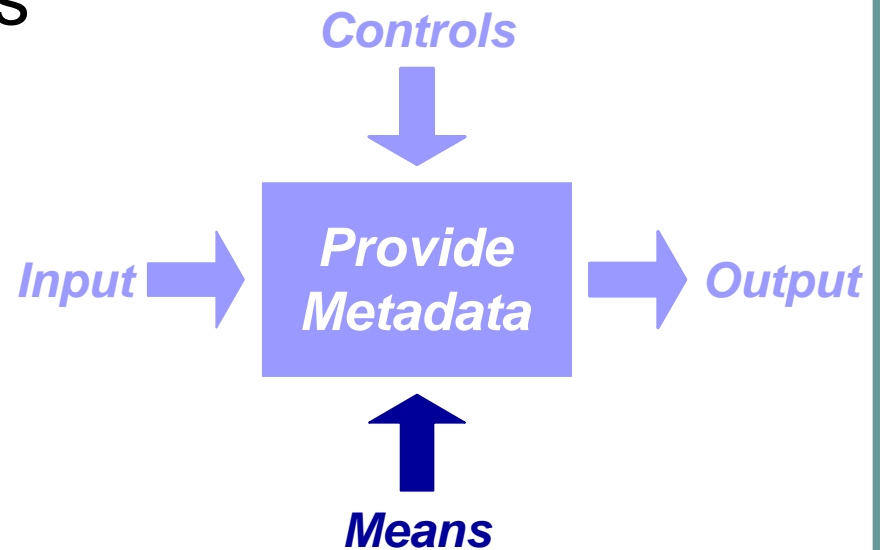 s
Controls
Provide
Metadata
Input
Output
Means